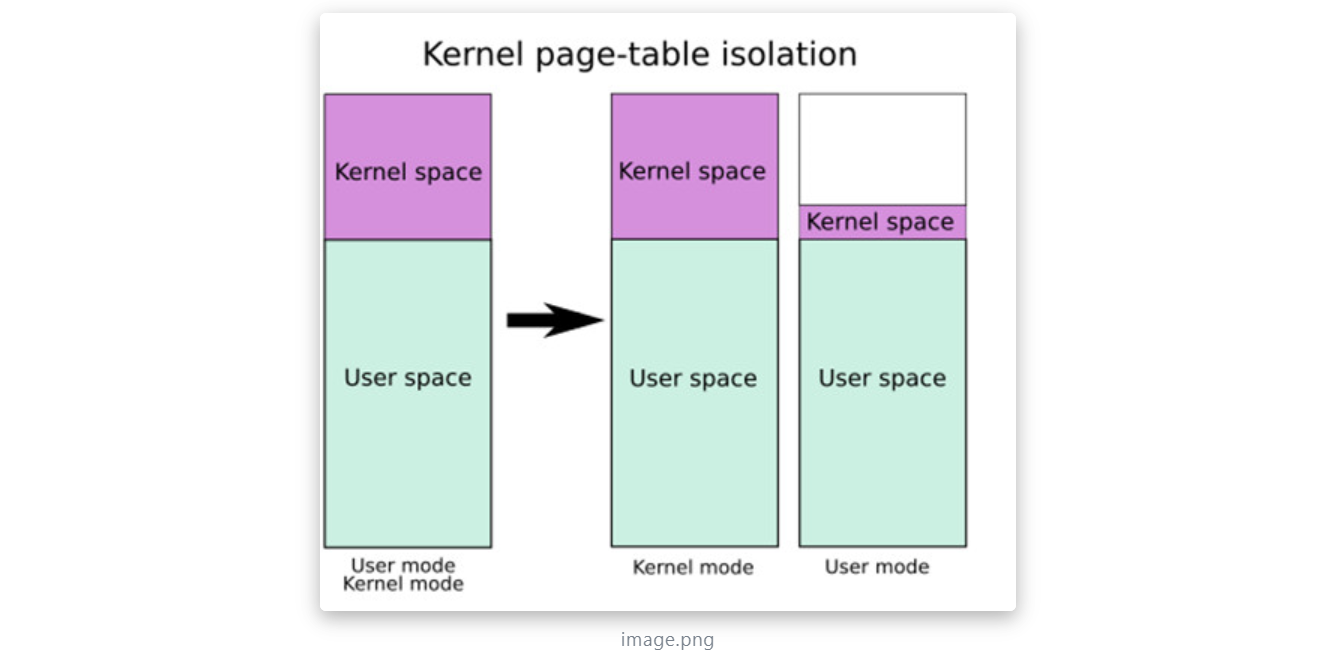 Kernel page-table isolation
Kernel space
User space
User mode
Kernel mode
Kernel space
User space
Kernel mode
Kernel space
User space
User mode
image.png